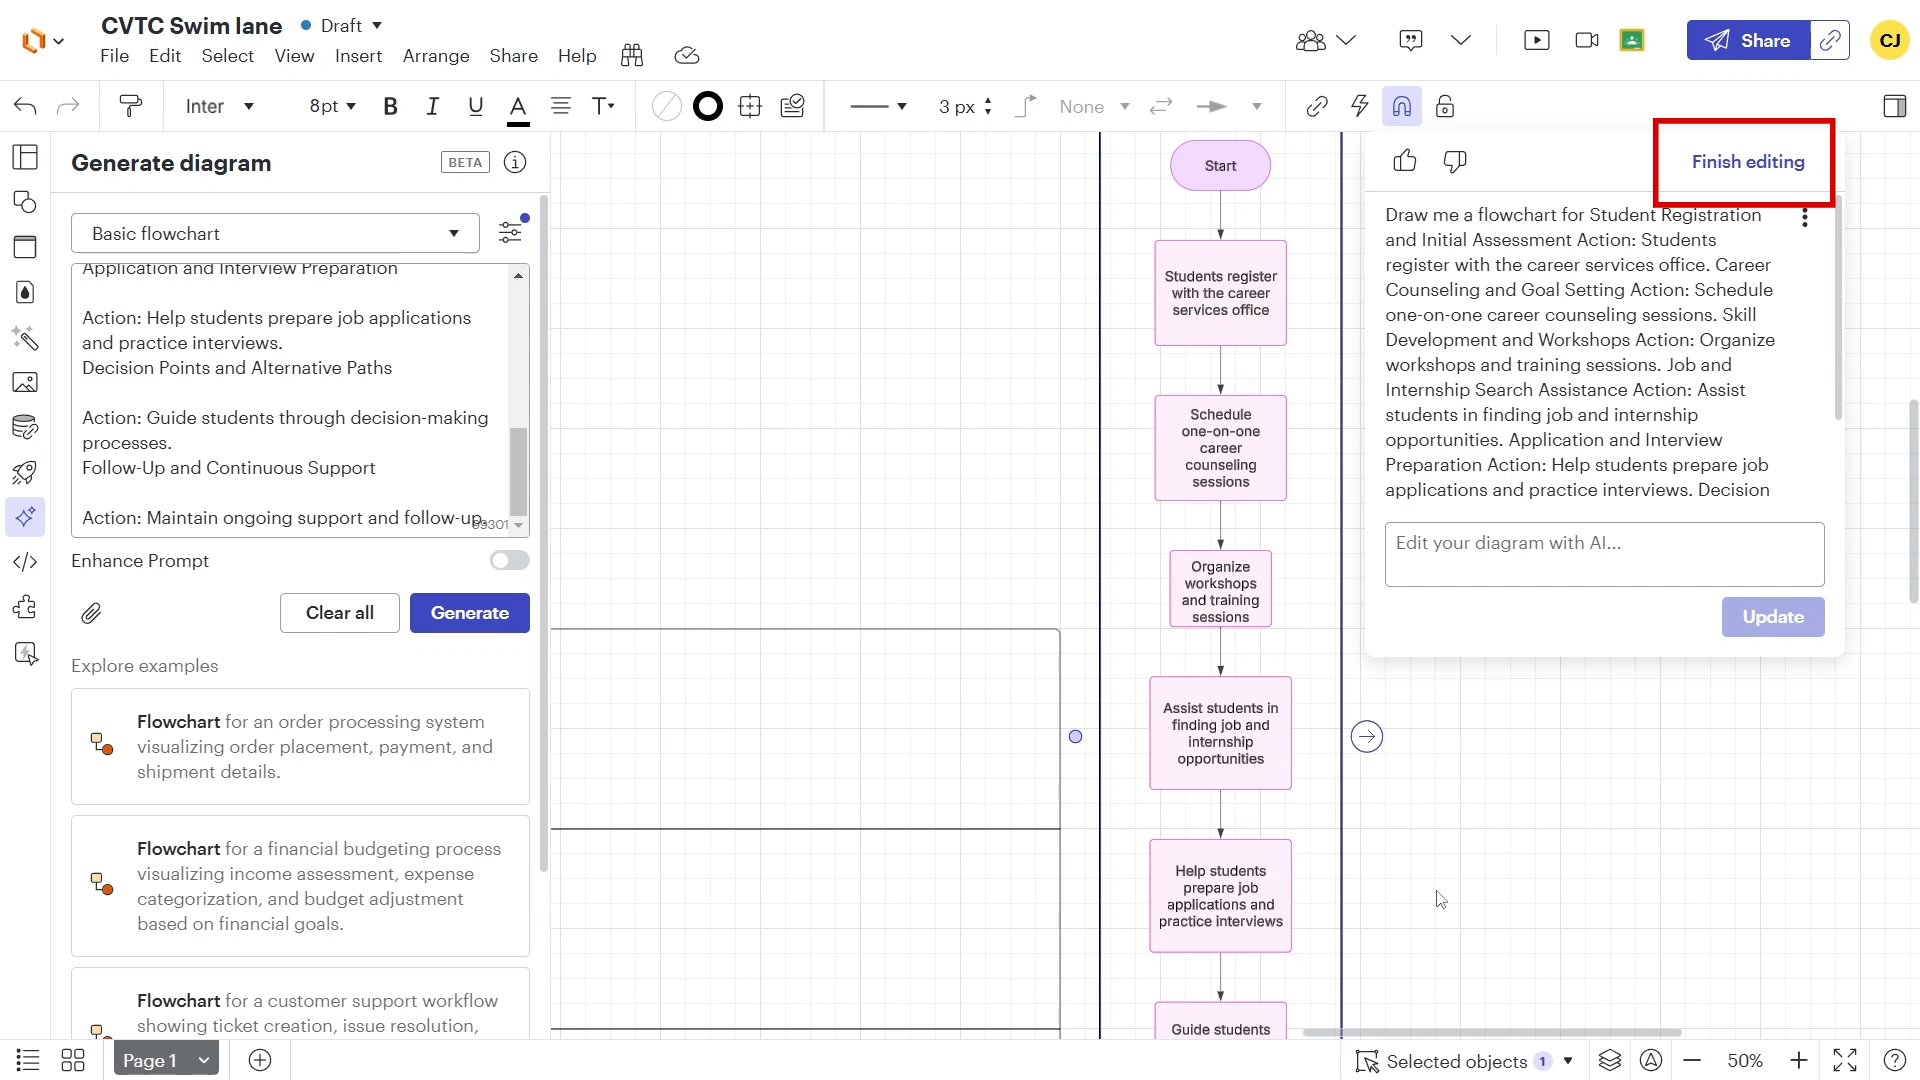 CVTC Swim lane
Draft
File Edit Select View Insert Arrange Share Help
Share
CJ
Inter
8pt
B I U A T
3 px
None
Generate diagram
BETA
Basic flowchart
Application and Interview Preparation
Action: Help students prepare job applications
and practice interviews.
Decision Points and Alternative Paths
Action: Guide students through decision-making
processes.
Follow-Up and Continuous Support
Action: Maintain ongoing support and follow-up.
Enhance Prompt
Clear all
Generate
Explore examples
Flowchart for an order processing system
visualizing order placement, payment, and
shipment details.
Flowchart for a financial budgeting process
visualizing income assessment, expense
categorization, and budget adjustment
based on financial goals.
Flowchart for a customer support workflow
showing ticket creation, issue resolution,
Start
Students register
with the career
services office
Schedule
one-on-one
career
counseling
sessions
Organize
workshops
and training
sessions
Assist students in
finding job and
internship
opportunities
Help students
prepare job
applications and
practice interviews
Guide students
Finish editing
Draw me a flowchart for Student Registration
and Initial Assessment Action: Students
register with the career services office. Career
Counseling and Goal Setting Action: Schedule
one-on-one career counseling sessions. Skill
Development and Workshops Action: Organize
workshops and training sessions. Job and
Internship Search Assistance Action: Assist
students in finding job and internship
opportunities. Application and Interview
Preparation Action: Help students prepare job
applications and practice interviews. Decision
Edit your diagram with AI...
Update
Page 1
Selected objects 1
50%